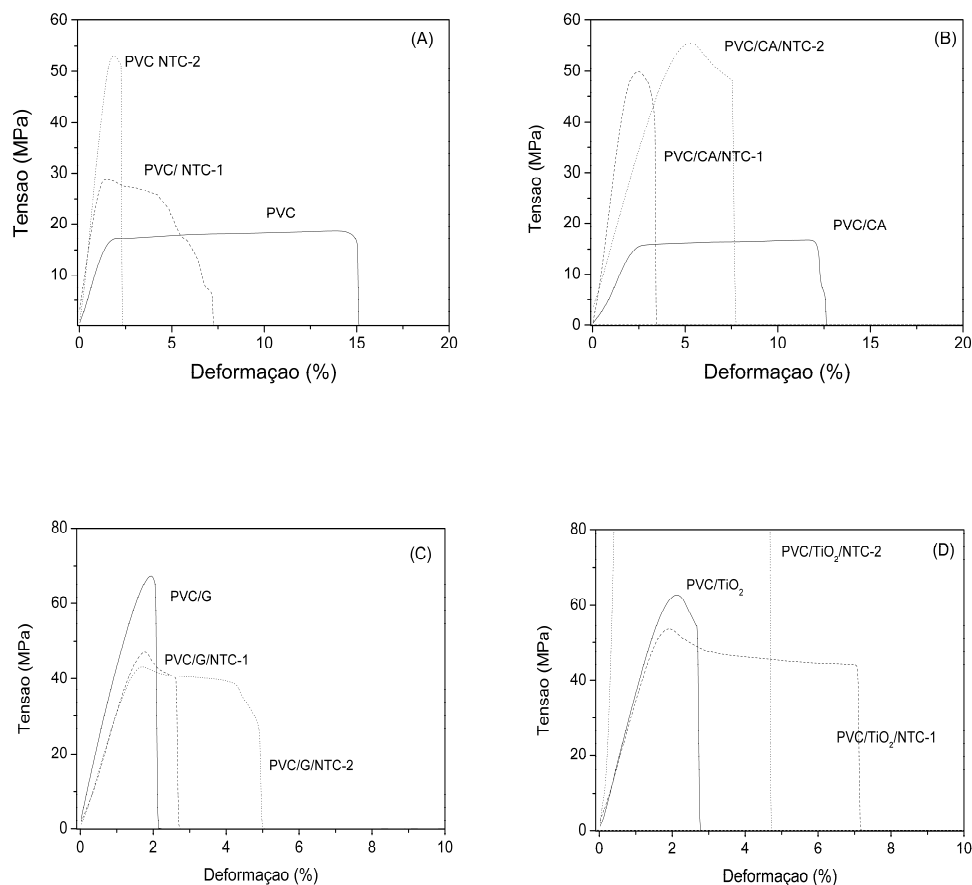 (A)
60
50
40
30
20
10
Tensao (MPa)
PVC NTC-2
PVC/ NTC-1
PVC
0 5 10 15 20
Deformaçao (%)
(B)
60
50
40
30
20
10
0
Tensao (MPa)
PVC/CA/NTC-2
PVC/CA/NTC-1
PVC/CA
0 5 10 15 20
Deformaçao (%)
(C)
80
60
40
20
0
Tensao (MPa)
PVC/G
PVC/G/NTC-1
PVC/G/NTC-2
0 2 4 6 8 10
Deformaçao (%)
(D)
80
60
40
20
0
Tensao (MPa)
PVC/TiO₂/NTC-2
PVC/TiO₂
PVC/TiO₂/NTC-1
0 2 4 6 8 10
Deformaçao (%)